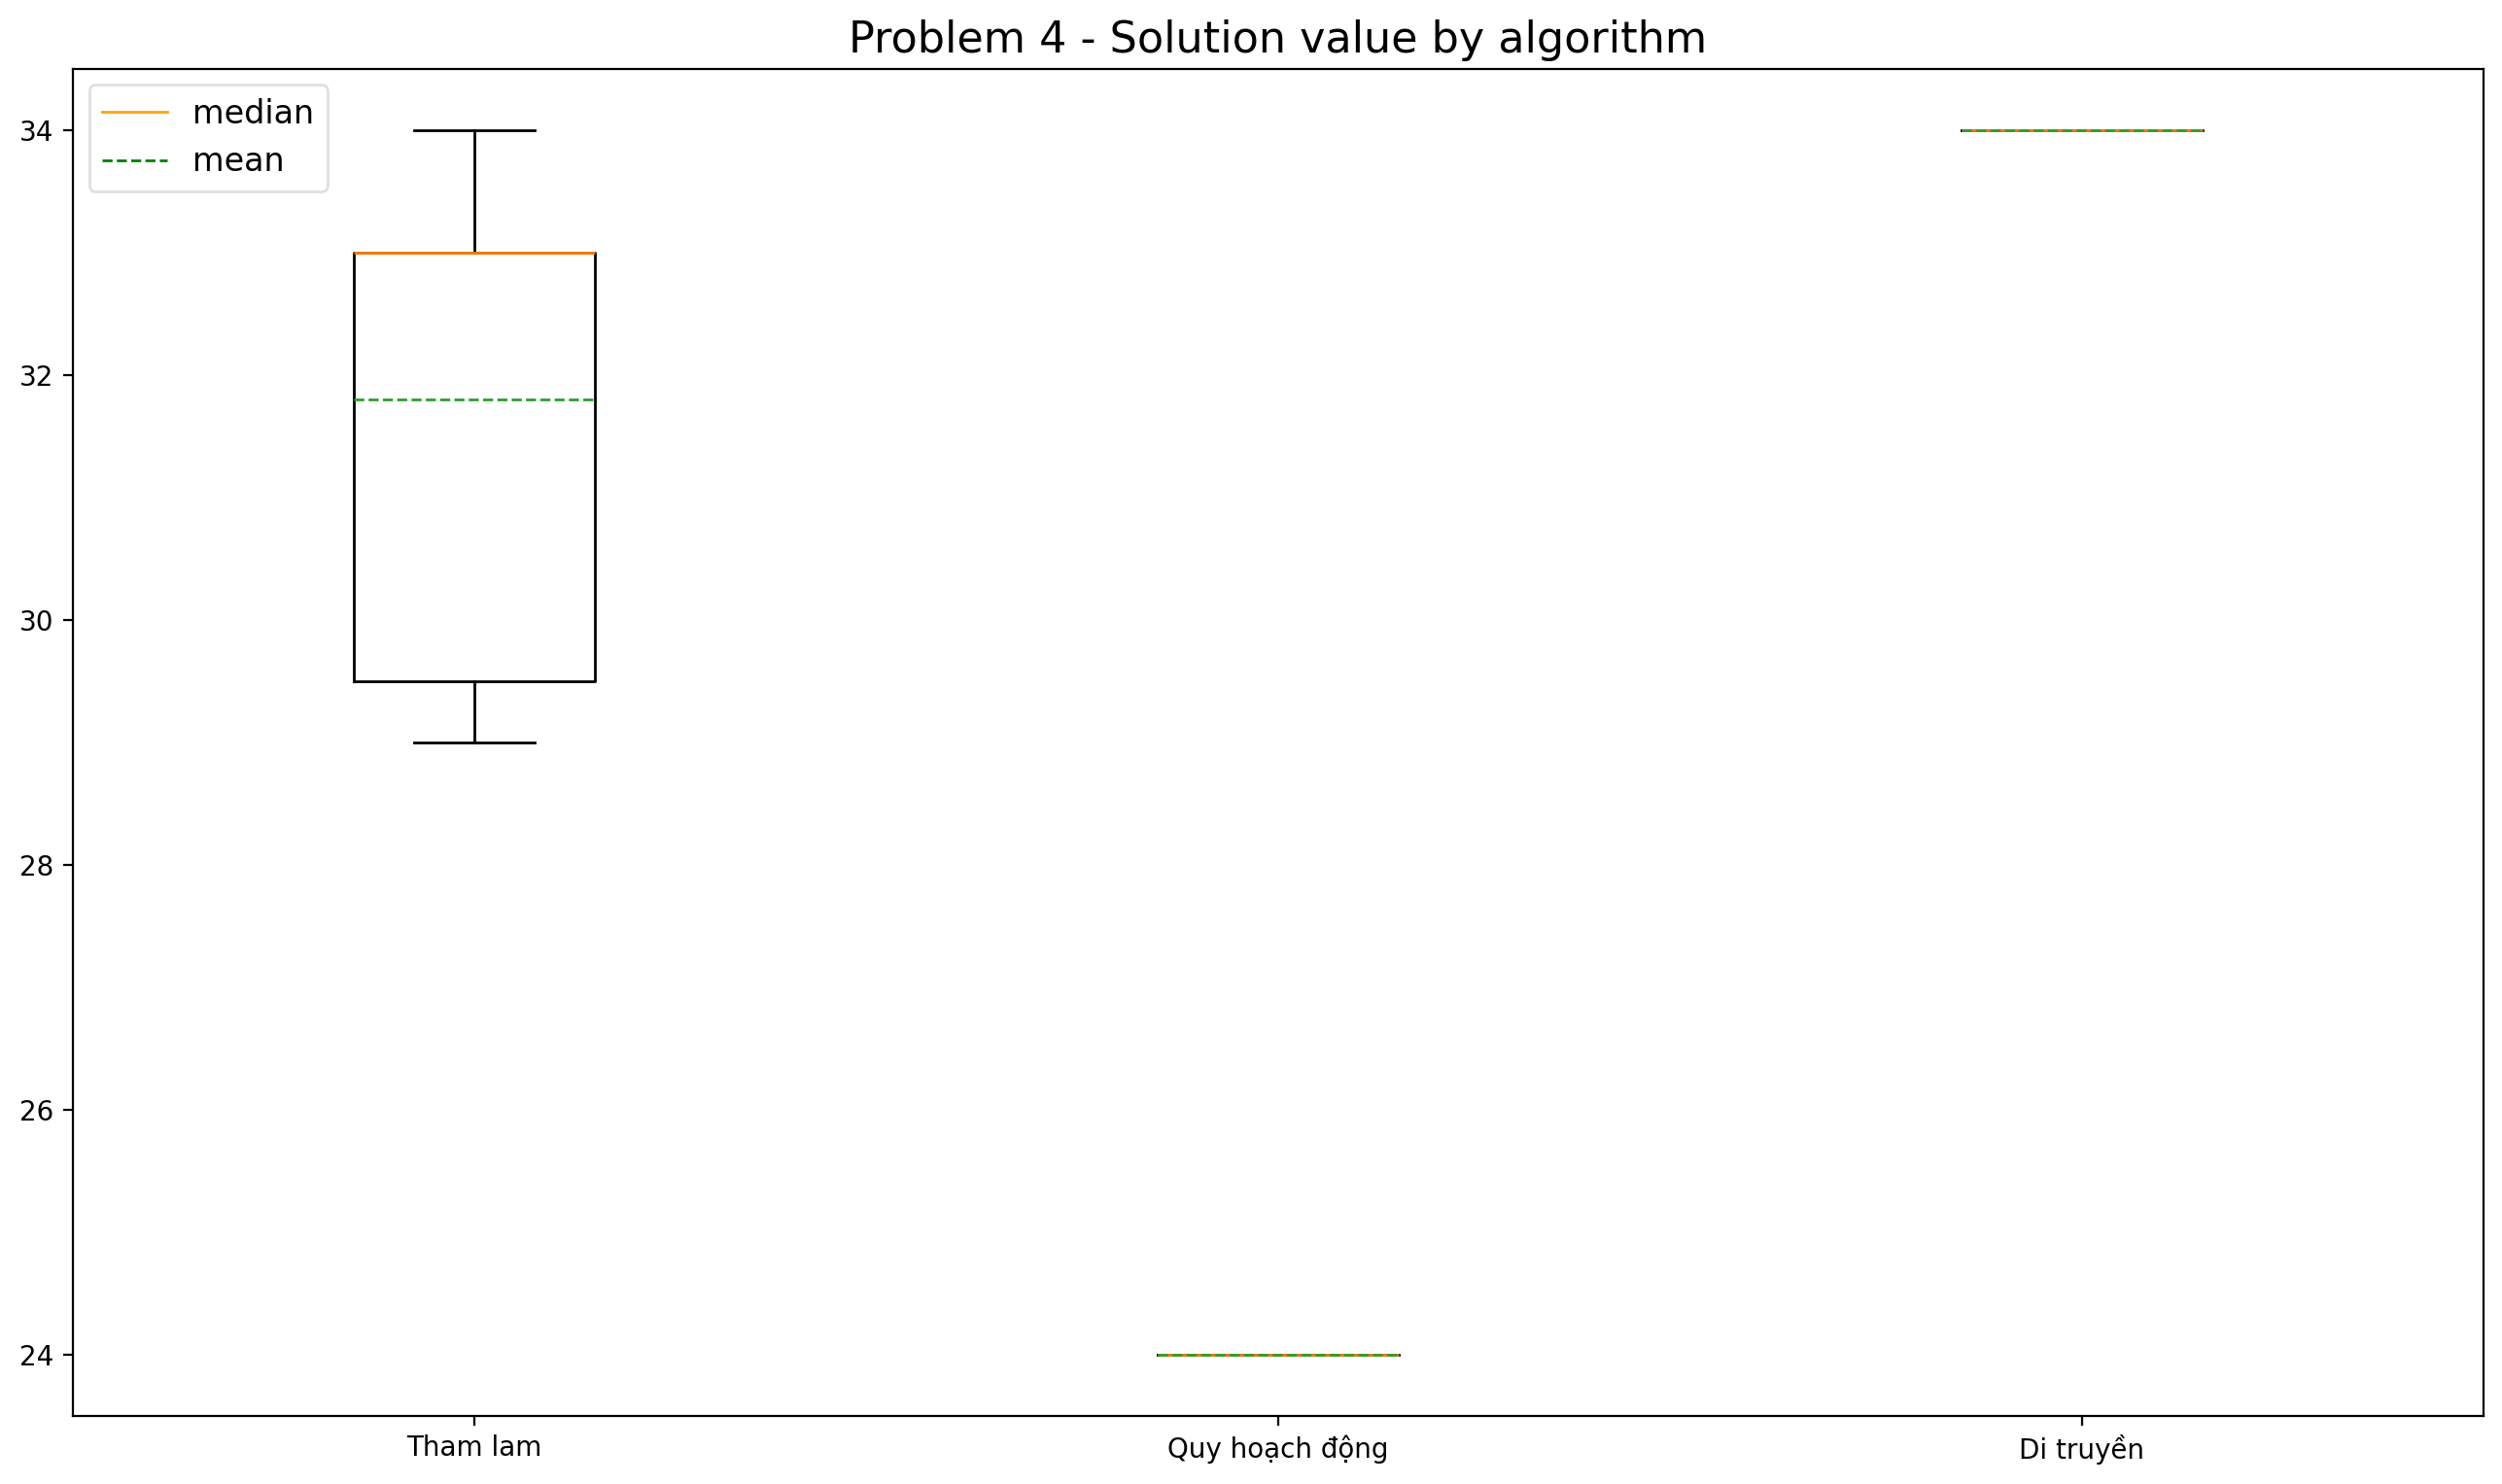 Problem 4 - Solution value by algorithm
median
mean
34
32
30
28
26
24
Tham lam
Quy hoạch động
Di truyền